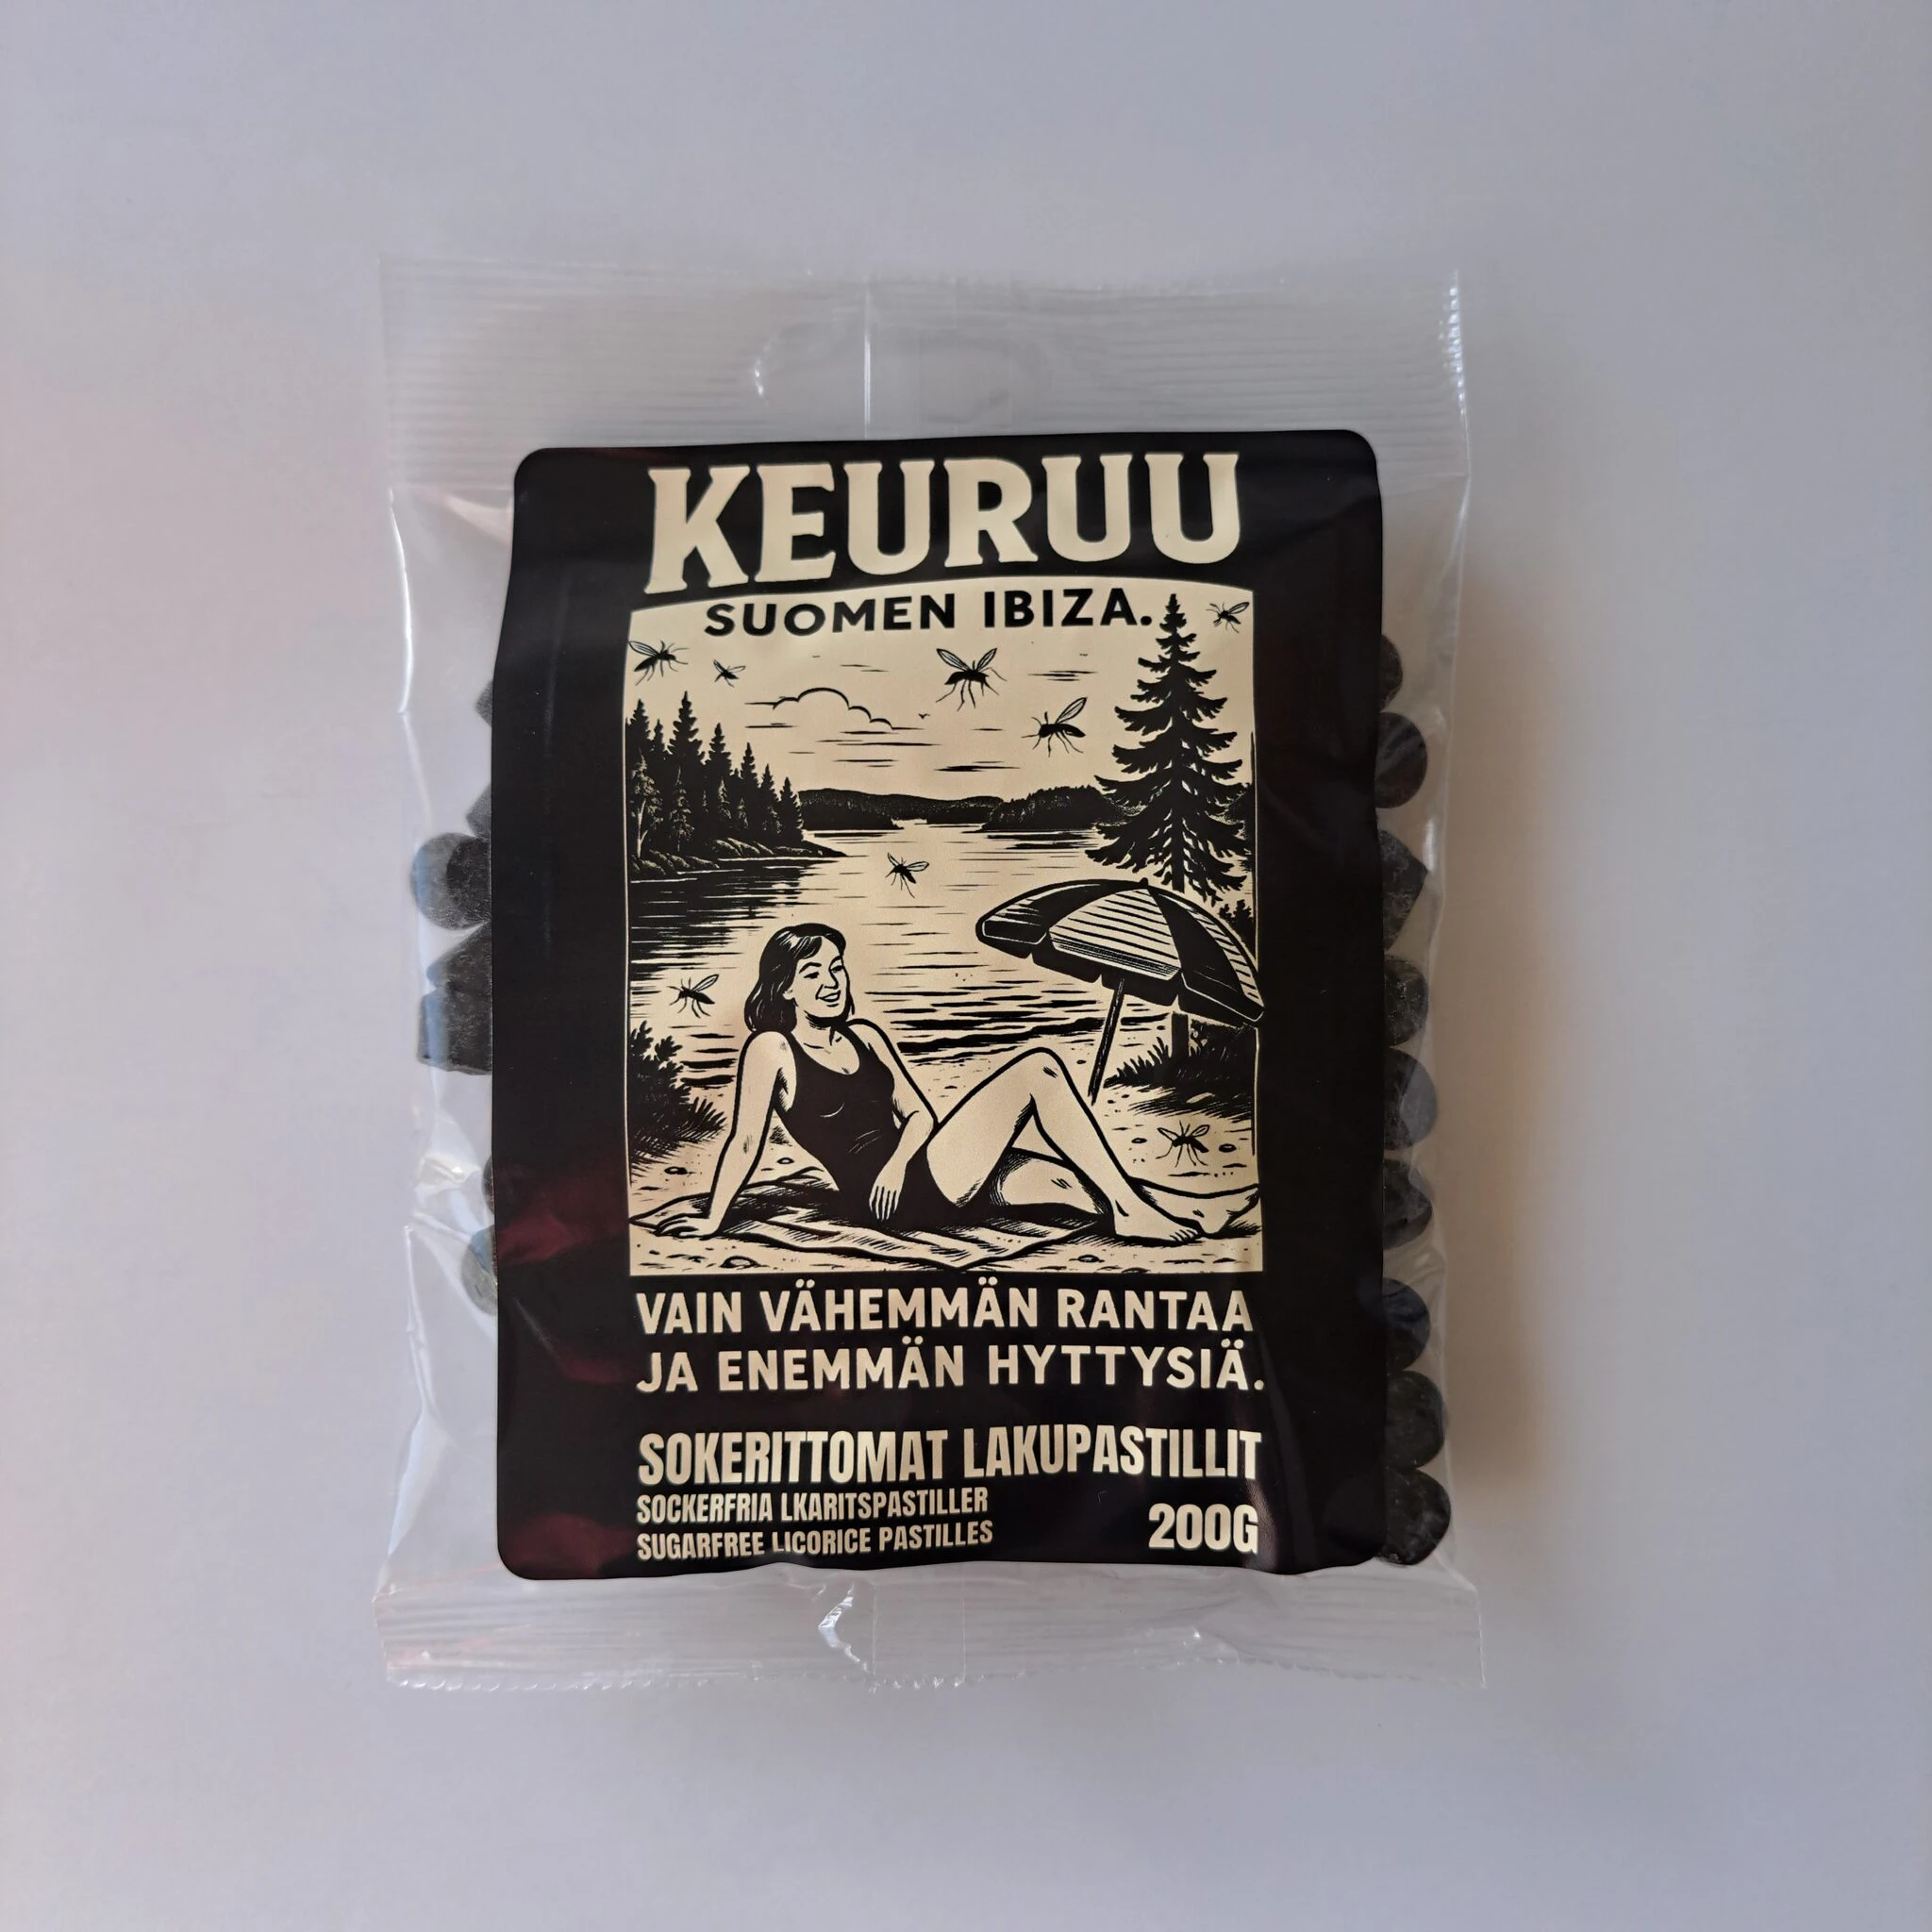 KEURUU
SUOMEN IBIZA.
VAIN VÄHEMMÄN RANTAA
JA ENEMMÄN HYTTYSIÄ.
SOKERITTOMAT LAKUPASTILLIT
SOCKERFRIA LKARITSPASTILLER
SUGARFREE LICORICE PASTILLES
200G